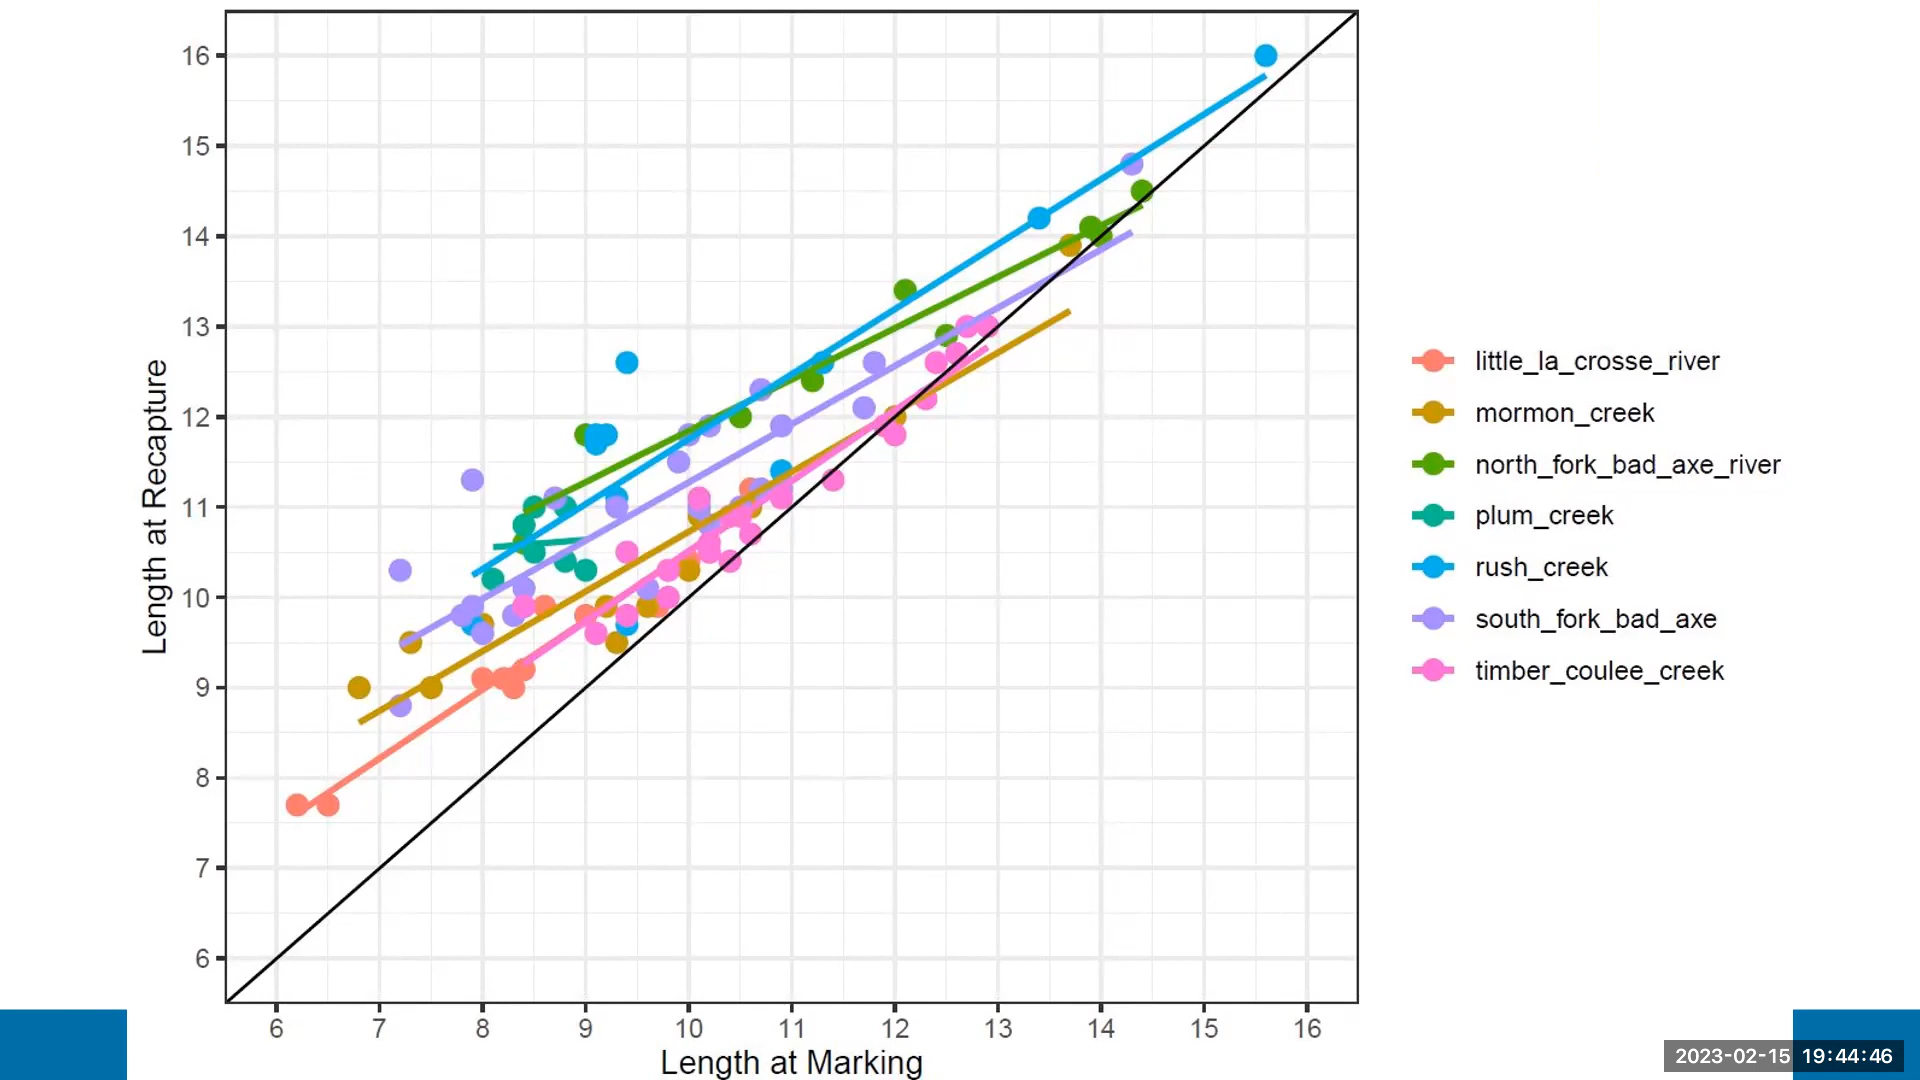 16
15
14
13
12
11
10
9
8
7
6
Length at Recapture
6 7 8 9 10 11 12 13 14 15 16
Length at Marking
little_la_crosse_river
mormon_creek
north_fork_bad_axe_river
plum_creek
rush_creek
south_fork_bad_axe
timber_coulee_creek
2023-02-15 19:44:46